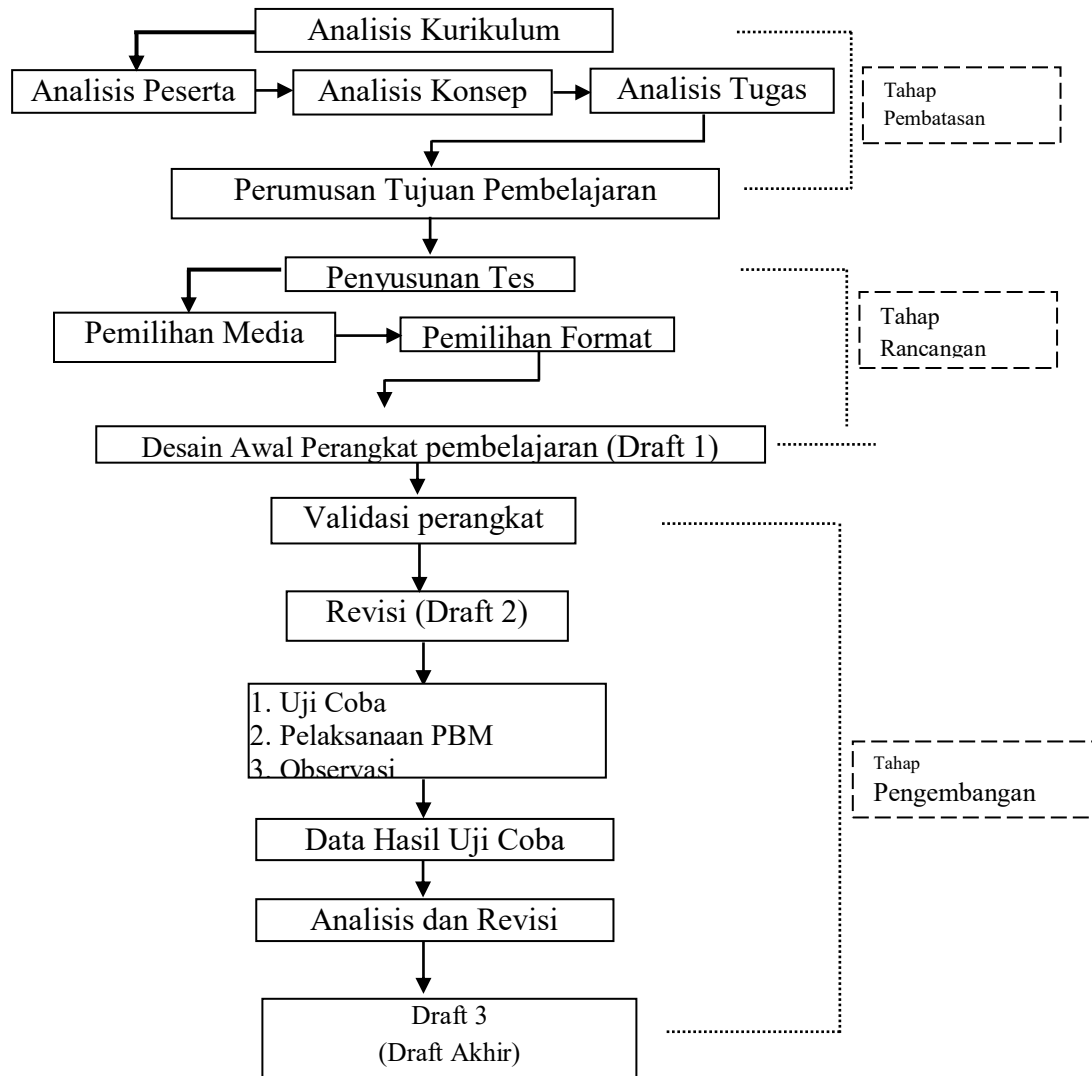 Analisis Kurikulum
Analisis Peserta
Analisis Konsep
Analisis Tugas
Tahap
Pembatasan
Perumusan Tujuan Pembelajaran
Penyusunan Tes
Pemilihan Media
Pemilihan Format
Tahap
Rancangan
Desain Awal Perangkat pembelajaran (Draft 1)
Validasi perangkat
Revisi (Draft 2)
1. Uji Coba
2. Pelaksanaan PBM
3. Observasi
Tahap
Pengembangan
Data Hasil Uji Coba
Analisis dan Revisi
Draft 3
(Draft Akhir)